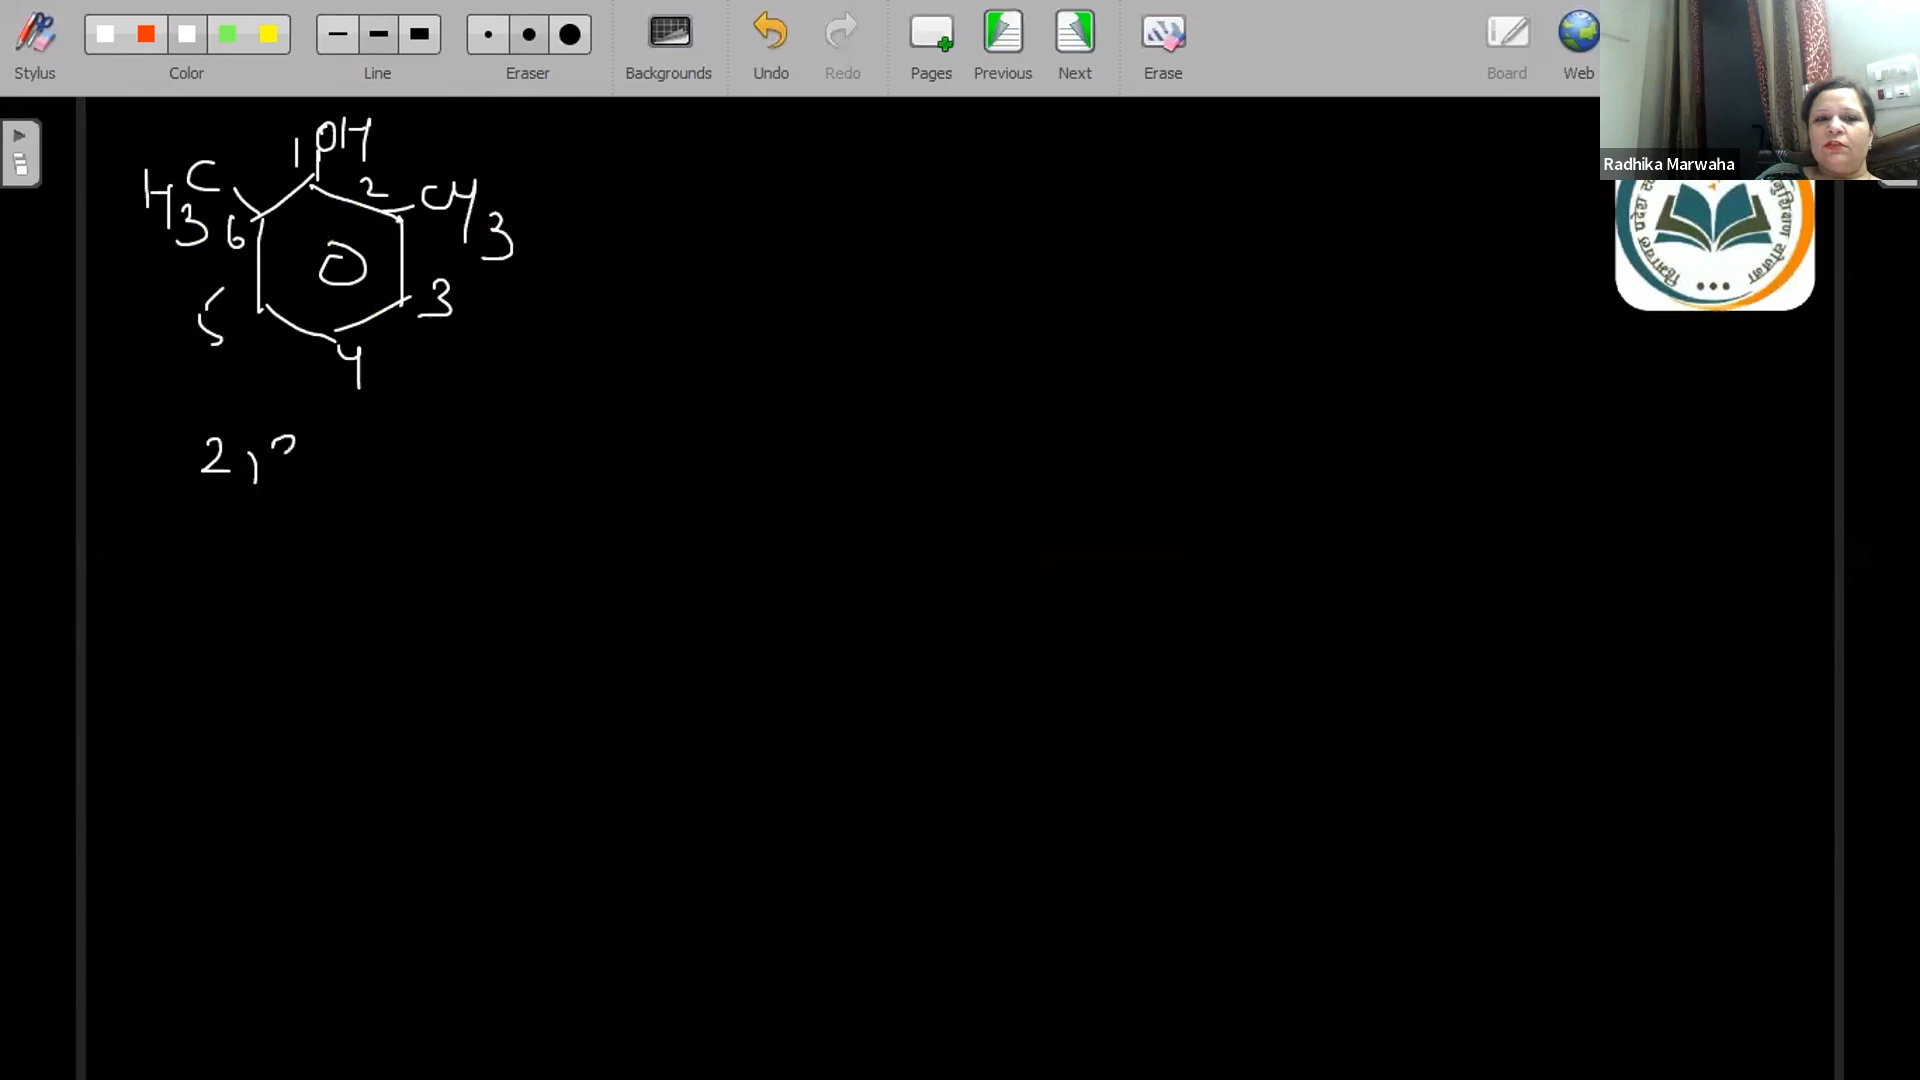 Stylus Color Line Eraser Backgrounds Undo Redo Pages Previous Next Erase Board Web
Radhika Marwaha
1 OH
H3C 2 CH3
6
5 3
4
2,